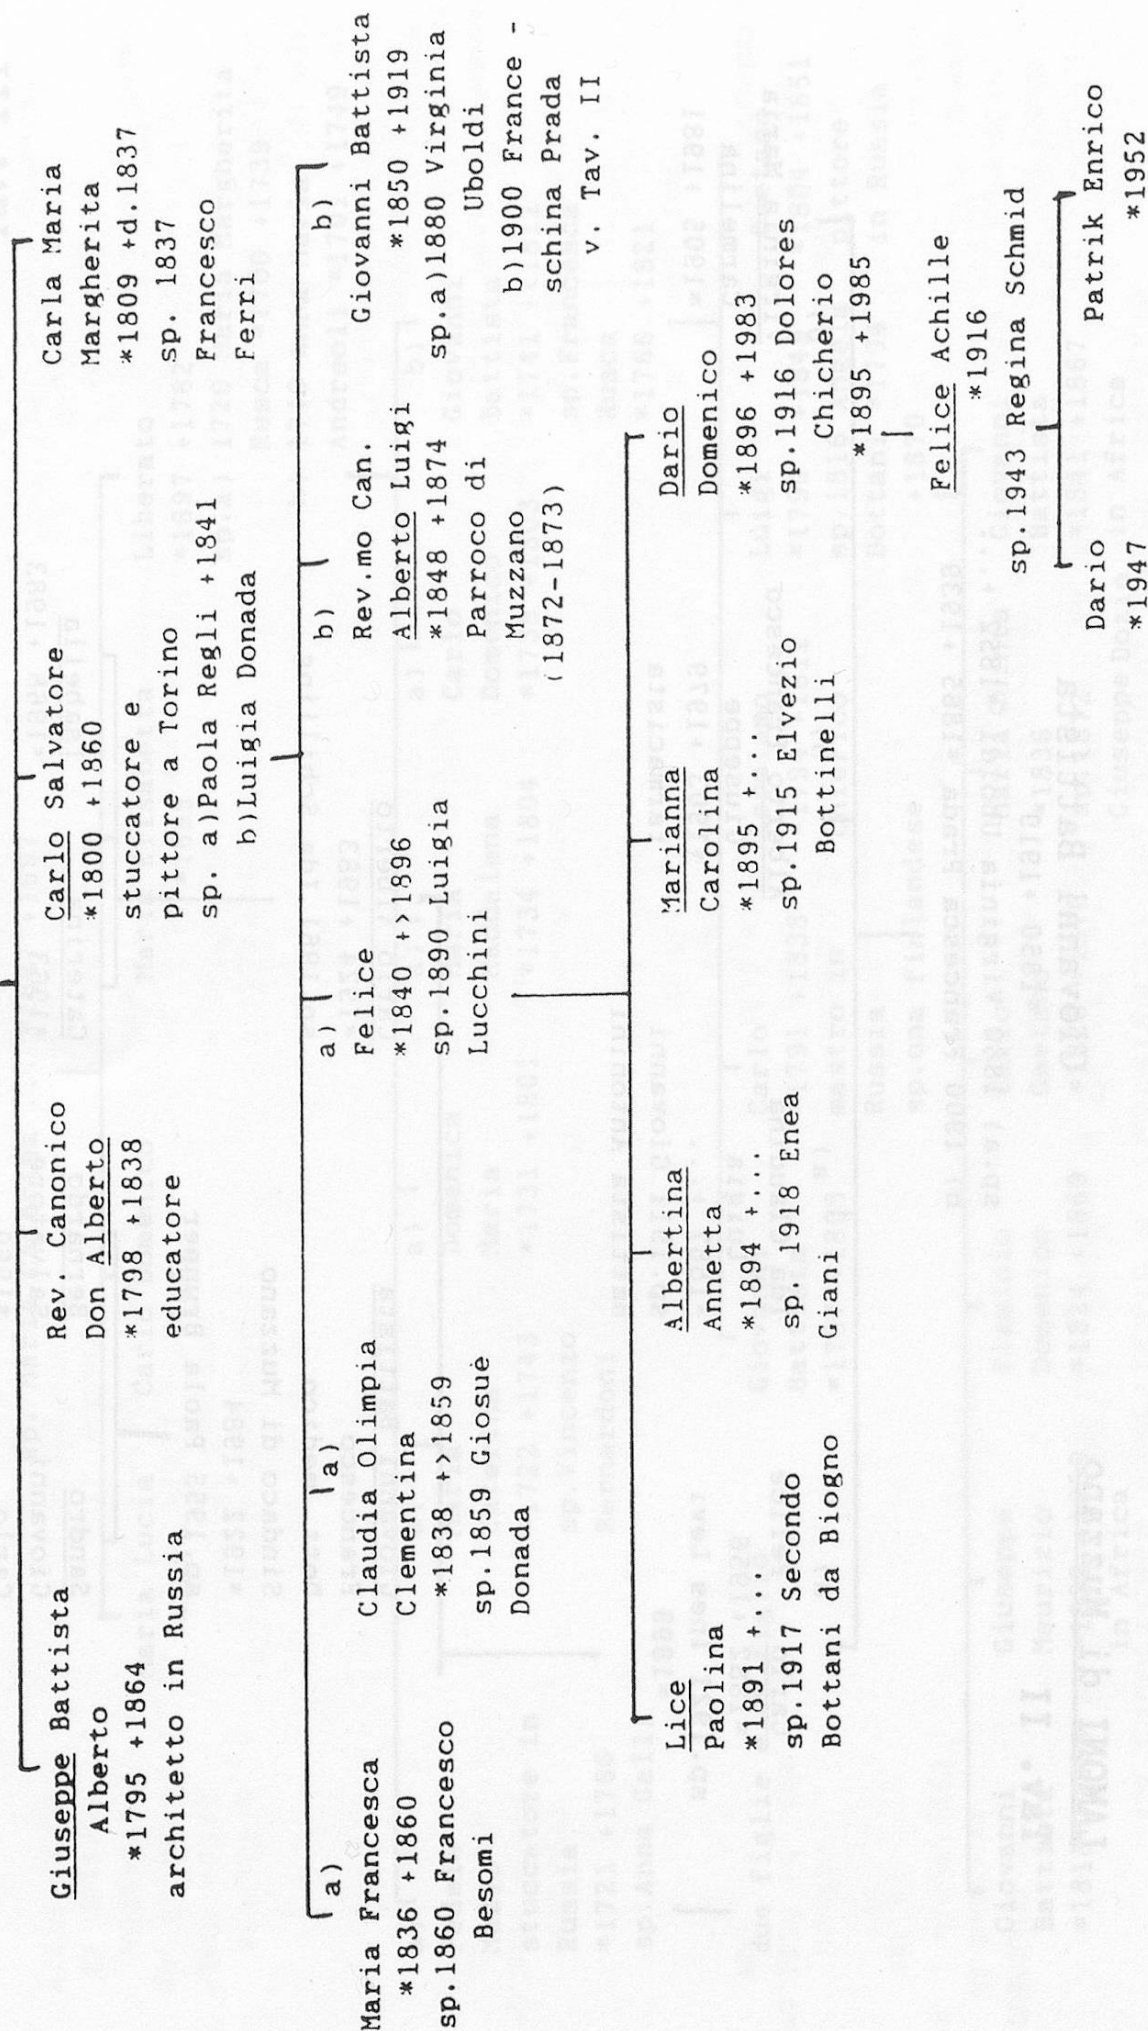 Giuseppe Battista
Alberto
*1795 +1864
architetto in Russia
Rev. Canonico
Don Alberto
*1798 +1838
educatore
Carlo Salvatore
*1800 +1860
stuccatore e
pittore a Torino
sp. a)Paola Regli +1841
b)Luigia Donada
Carla Maria
Margherita
*1809 +d.1837
sp. 1837
Francesco
Ferri
a)
Maria Francesca
*1836 +1860
sp.1860 Francesco
Besomi
a)
Claudia Olimpia
Clementina
*1838 +>1859
sp.1859 Giosuè
Donada
a)
Felice
*1840 +>1896
sp.1890 Luigia
Lucchini
b)
Rev.mo Can.
Alberto Luigi
*1848 +1874
Parroco di
Muzzano
(1872-1873)
b)
Giovanni Battista
*1850 +1919
sp.a)1880 Virginia
Uboldi
b)1900 France -
schina Prada
v. Tav. II
Lice
Paolina
*1891 +...
sp.1917 Secondo
Bottani da Biogno
Albertina
Annetta
*1894 +...
sp. 1918 Enea
Giani
Marianna
Carolina
*1895 +...
sp.1915 Elvezio
Bottinelli
Dario
Domenico
*1896 +1983
sp.1916 Dolores
Chicherio
*1895 +1985
Felice Achille
*1916
sp.1943 Regina Schmid
Dario
*1947
Patrik Enrico
*1952